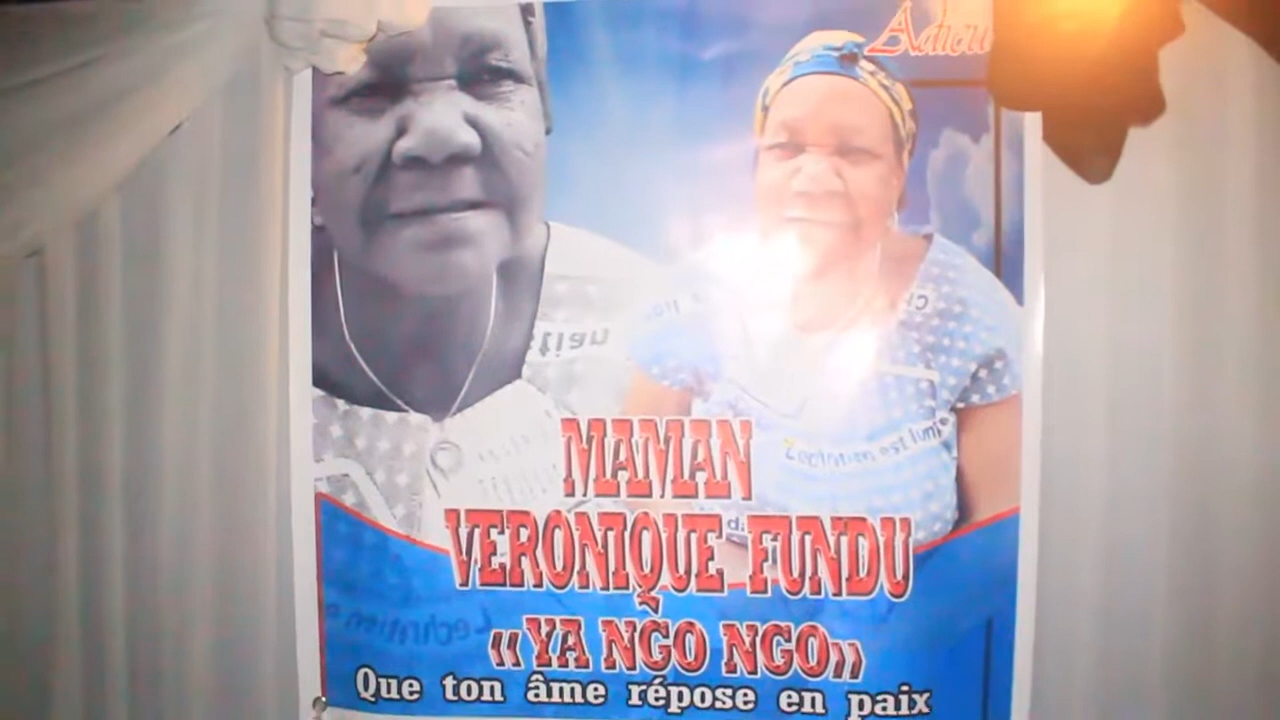 Adieu
MAMAN
VERONIQUE FUNDU
«YA NGO NGO»
Que ton âme répose en paix